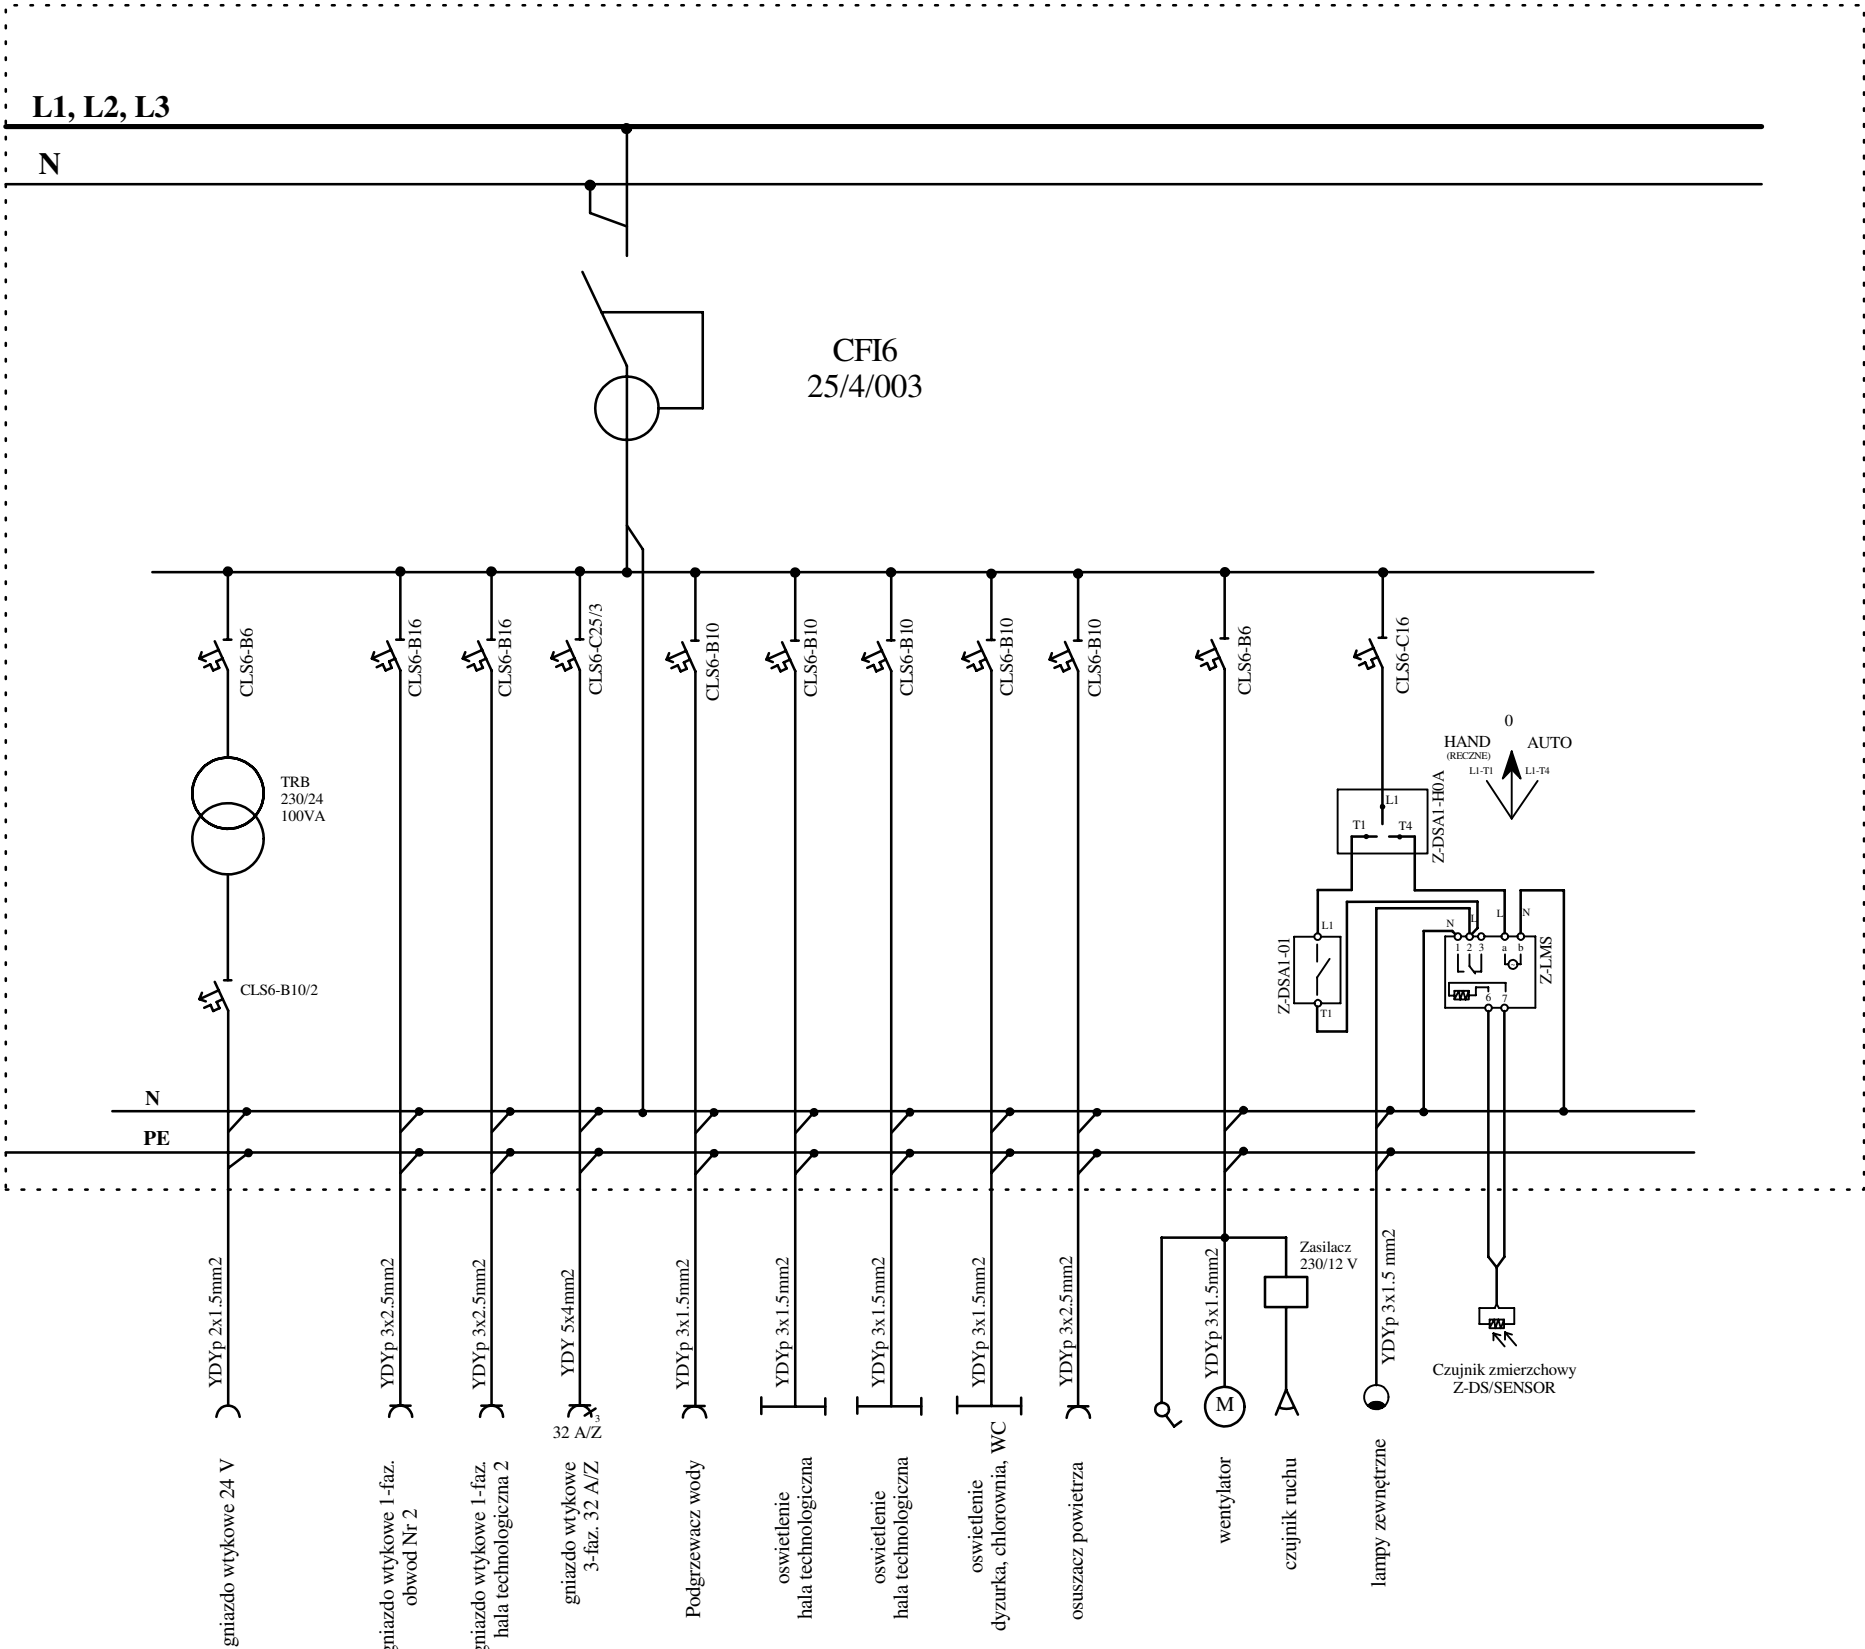 L1, L2, L3
N
CFI6
25/4/003
CLS6-B6
CLS6-B16
CLS6-B16
CLS6-C25/3
CLS6-B10
CLS6-B10
CLS6-B10
CLS6-B10
CLS6-B10
CLS6-B6
CLS6-C16
0
HAND
(RECZNE)
AUTO
L1-T1
L1-T4
TRB
230/24
100VA
L1
T1
T4
Z-DSA1-H0A
CLS6-B10/2
L1
T1
Z-DSA1-01
N
L
L
N
1
2
3
a
b
6
7
Z-LMS
N
PE
YDYp 2x1.5mm2
YDYp 3x2.5mm2
YDYp 3x2.5mm2
YDY 5x4mm2
YDYp 3x1.5mm2
YDYp 3x1.5mm2
YDYp 3x1.5mm2
YDYp 3x1.5mm2
YDYp 3x2.5mm2
YDYp 3x1.5mm2
Zasilacz
230/12 V
YDYp 3x1.5 mm2
Czujnik zmierzchowy
Z-DS/SENSOR
3
32 A/Z
M
gniazdo wtykowe 24 V
gniazdo wtykowe 1-faz.
obwod Nr 2
gniazdo wtykowe 1-faz.
hala technologiczna 2
gniazdo wtykowe
3-faz. 32 A/Z
Podgrzewacz wody
oswietlenie
hala technologiczna
oswietlenie
hala technologiczna
oswietlenie
dyzurka, chlorownia, WC
osuszacz powietrza
wentylator
czujnik ruchu
lampy zewnętrzne